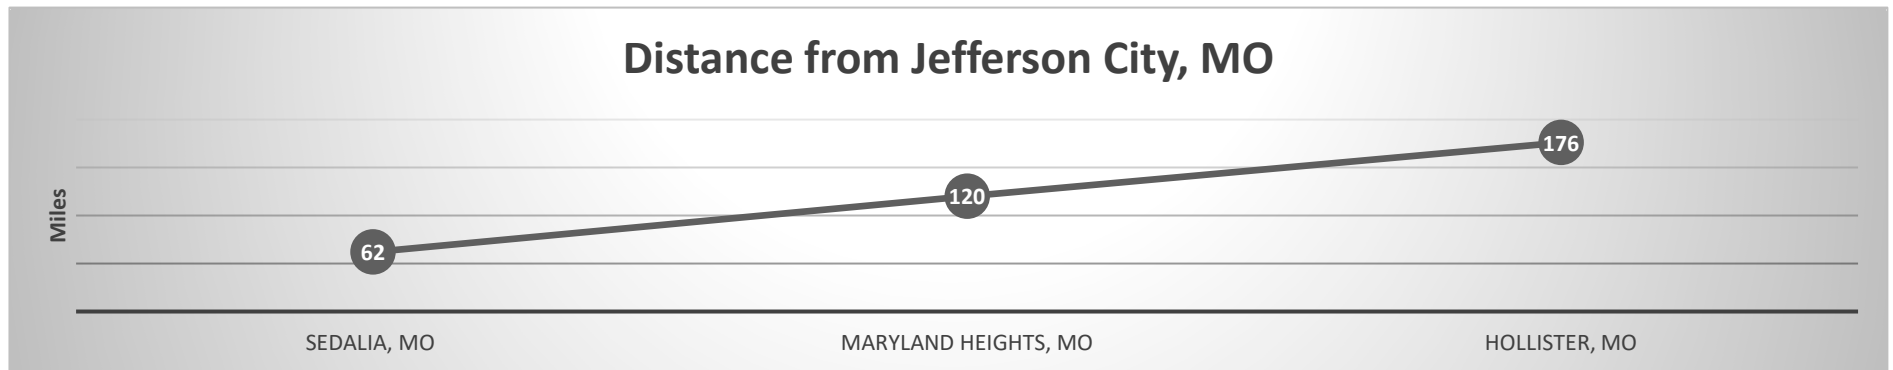 Distance from Jefferson City, MO
Miles
176
120
62
SEDALIA, MO
MARYLAND HEIGHTS, MO
HOLLISTER, MO